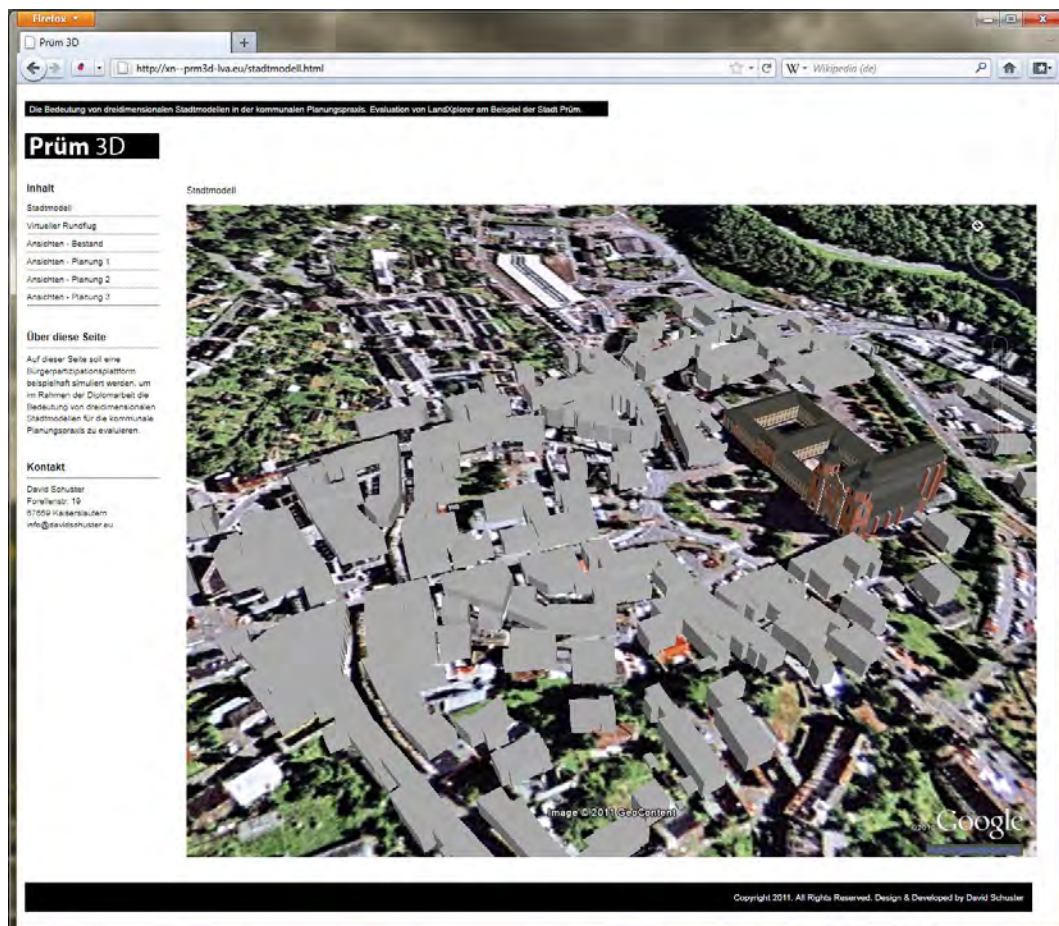 Firefox
Prüm 3D
+
http://xn--prm3d-lva.eu/stadtmodell.html
W Wikipedia (de)
Die Bedeutung von dreidimensionalen Stadtmodellen in der kommunalen Planungspraxis. Evaluation von LandXplorer am Beispiel der Stadt Prüm.
Prüm 3D
Inhalt
Stadtmodell
Virtueller Rundflug
Ansichten - Bestand
Ansichten - Planung 1
Ansichten - Planung 2
Ansichten - Planung 3
Über diese Seite
Auf dieser Seite soll eine
Bürgerpartizipationsplattform
beispielhaft simuliert werden, um
im Rahmen der Diplomarbeit die
Bedeutung von dreidimensionalen
Stadtmodellen für die kommunale
Planungspraxis zu evaluieren.
Kontakt
David Schuster
Forellenstr. 19
67659 Kaiserslautern
info@davidschuster.eu
Stadtmodell
Image © 2011 GeoContent
©2010 Google
Copyright 2011. All Rights Reserved. Design & Developed by David Schuster